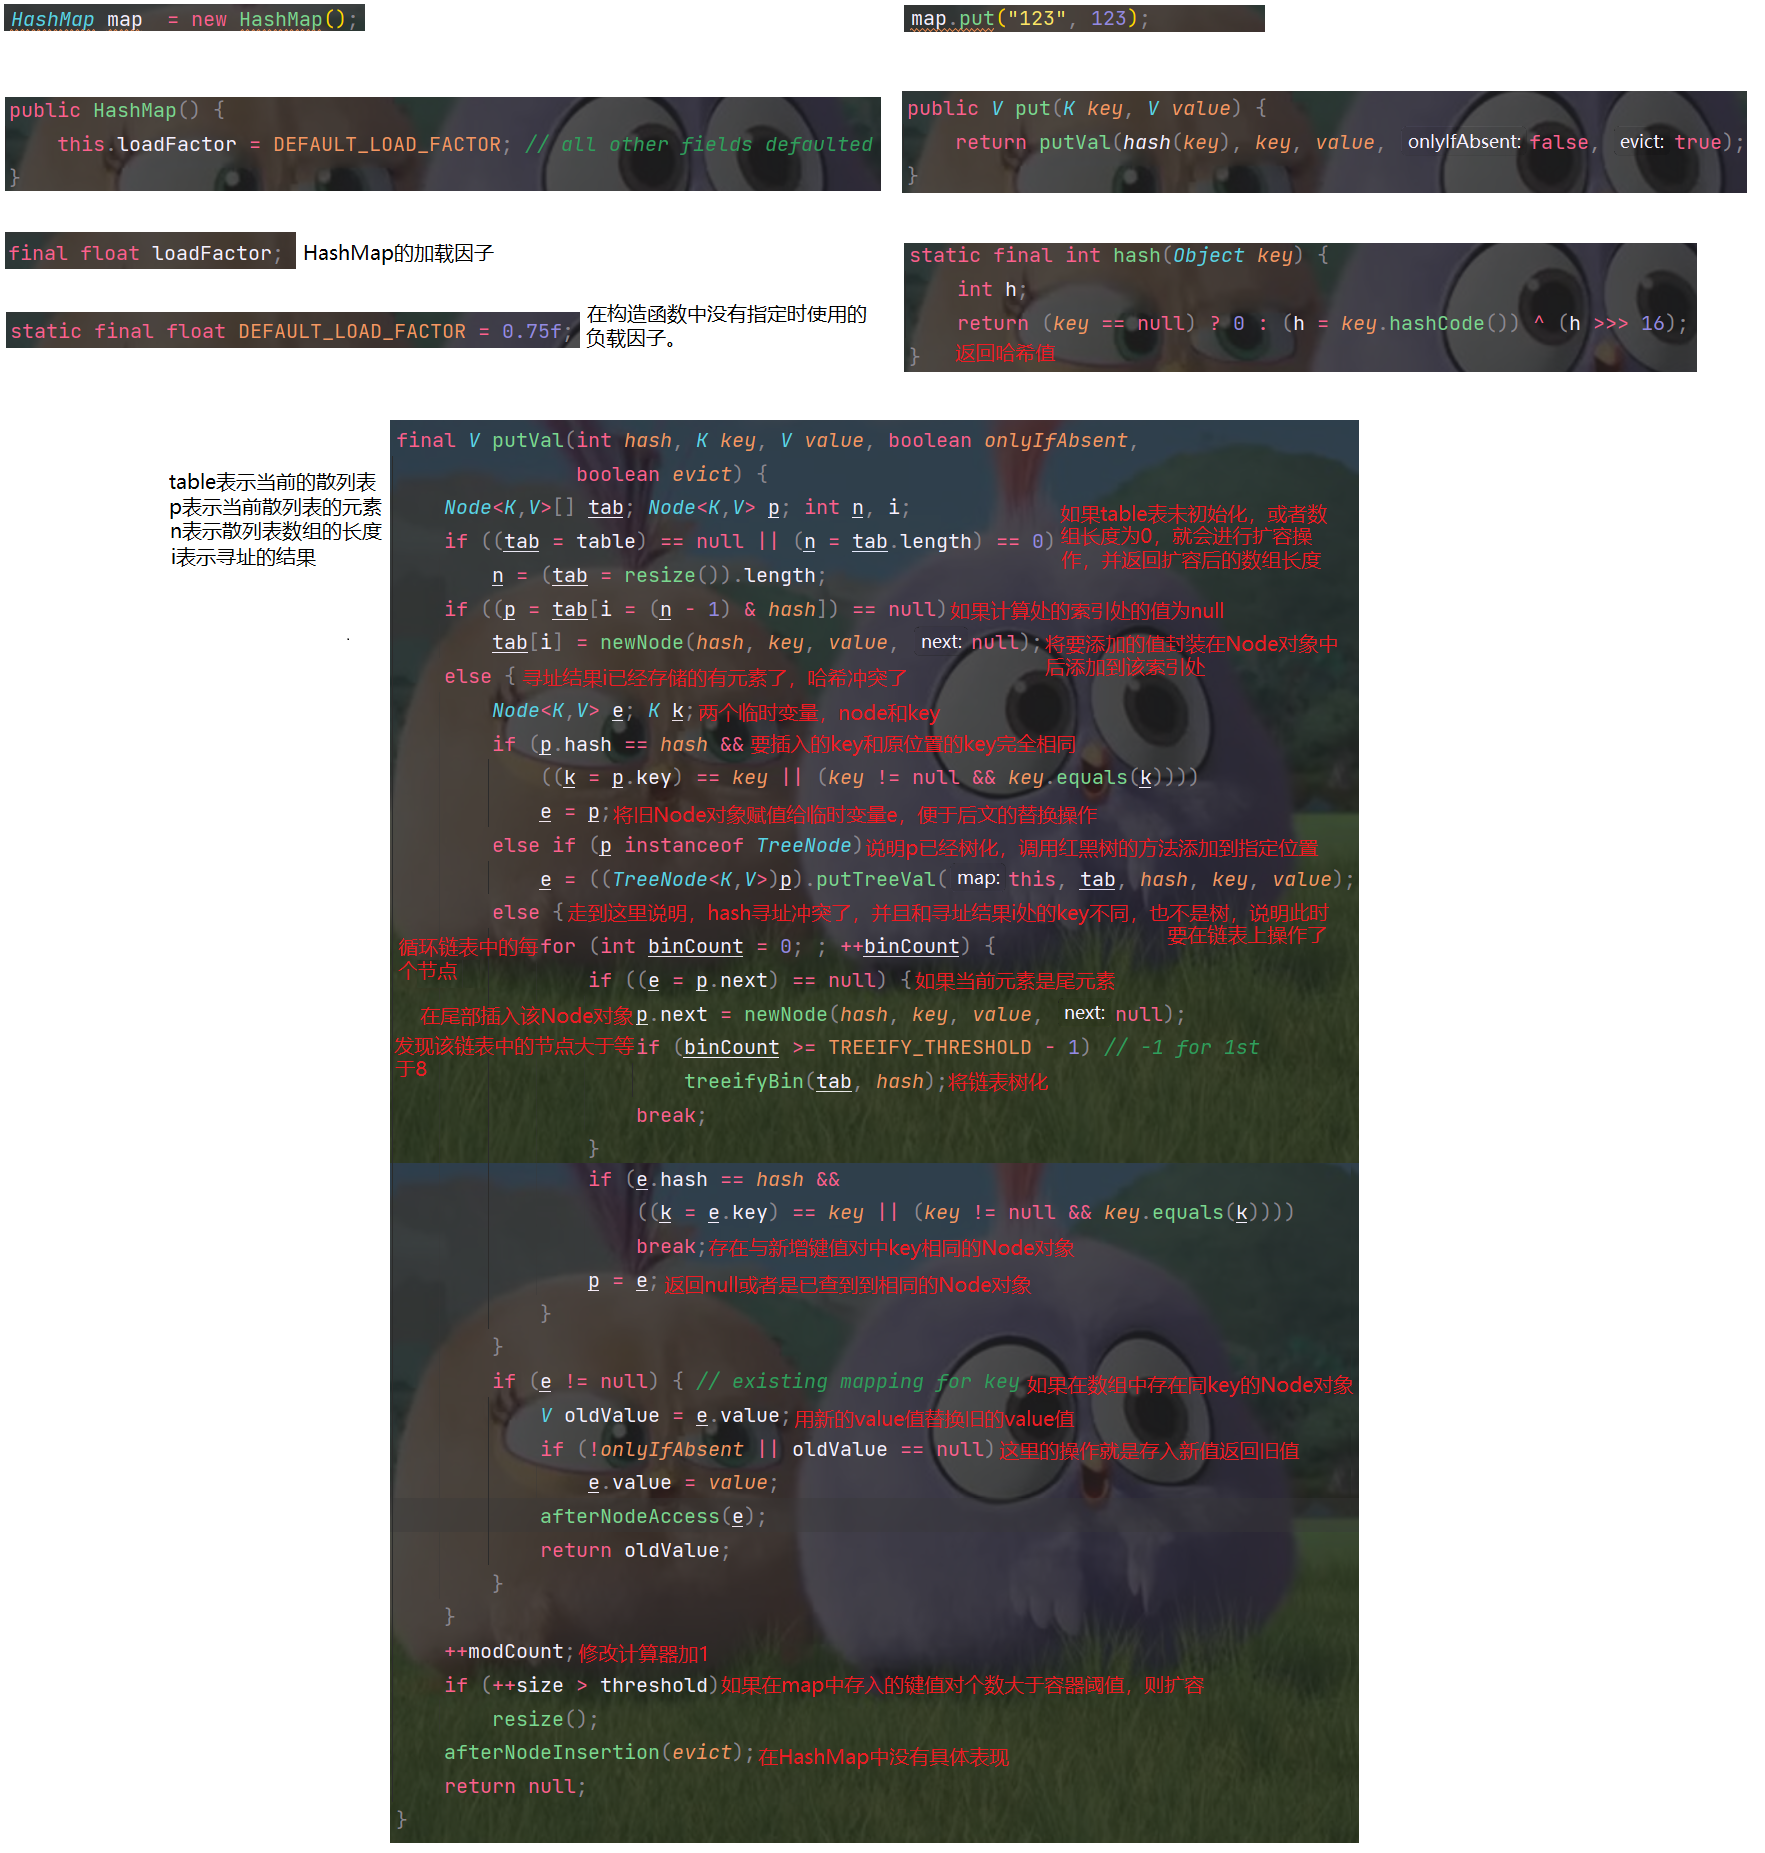 HashMap map  = new HashMap();
map.put("123", 123);
public HashMap() {
this.loadFactor = DEFAULT_LOAD_FACTOR; // all other fields defaulted
}
public V put(K key, V value) {
return putVal(hash(key), key, value, onlyIfAbsent: false, evict: true);
}
final float loadFactor;
HashMap的加载因子
static final float DEFAULT_LOAD_FACTOR = 0.75f;
在构造函数中没有指定时使用的
负载因子。
static final int hash(Object key) {
int h;
return (key == null) ? 0 : (h = key.hashCode()) ^ (h >>> 16);
} 返回哈希值
table表示当前的散列表
p表示当前散列表的元素
n表示散列表数组的长度
i表示寻址的结果
.
final V putVal(int hash, K key, V value, boolean onlyIfAbsent,
boolean evict) {
Node<K,V>[] tab; Node<K,V> p; int n, i;
if ((tab = table) == null || (n = tab.length) == 0)
如果table表未初始化，或者数
组长度为0，就会进行扩容操
作，并返回扩容后的数组长度
n = (tab = resize()).length;
if ((p = tab[i = (n - 1) & hash]) == null)如果计算处的索引处的值为null
tab[i] = newNode(hash, key, value, next: null);将要添加的值封装在Node对象中
后添加到该索引处
else { 寻址结果i已经存储的有元素了，哈希冲突了
Node<K,V> e; K k;两个临时变量，node和key
if (p.hash == hash && 要插入的key和原位置的key完全相同
((k = p.key) == key || (key != null && key.equals(k))))
e = p;将旧Node对象赋值给临时变量e，便于后文的替换操作
else if (p instanceof TreeNode)说明p已经树化，调用红黑树的方法添加到指定位置
e = ((TreeNode<K,V>)p).putTreeVal( map: this, tab, hash, key, value);
else {走到这里说明，hash寻址冲突了，并且和寻址结果i处的key不同，也不是树，说明此时
要在链表上操作了
循环链表中的每
个节点
for (int binCount = 0; ; ++binCount) {
if ((e = p.next) == null) {如果当前元素是尾元素
在尾部插入该Node对象p.next = newNode(hash, key, value, next: null);
发现该链表中的节点大于等
于8
if (binCount >= TREEIFY_THRESHOLD - 1) // -1 for 1st
treeifyBin(tab, hash);将链表树化
break;
}
if (e.hash == hash &&
((k = e.key) == key || (key != null && key.equals(k))))
break;存在与新增键值对中key相同的Node对象
p = e;返回null或者是已查到到相同的Node对象
}
}
if (e != null) { // existing mapping for key 如果在数组中存在同key的Node对象
V oldValue = e.value;用新的value值替换旧的value值
if (!onlyIfAbsent || oldValue == null)这里的操作就是存入新值返回旧值
e.value = value;
afterNodeAccess(e);
return oldValue;
}
}
++modCount;修改计算器加1
if (++size > threshold)如果在map中存入的键值对个数大于容器阈值，则扩容
resize();
afterNodeInsertion(evict);在HashMap中没有具体表现
return null;
}